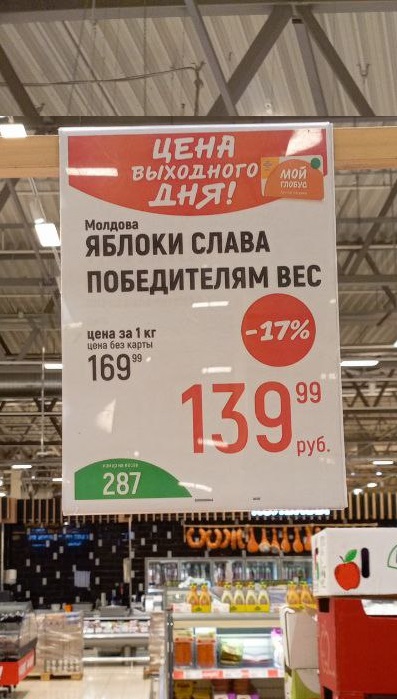 ЦЕНА
ВЫХОДНОГО
ДНЯ!
МОЙ
ГЛОБУС
Молдова
ЯБЛОКИ СЛАВА
ПОБЕДИТЕЛЯМ ВЕС
цена за 1 кг
цена без карты
169 99
-17%
139 99
руб.
287